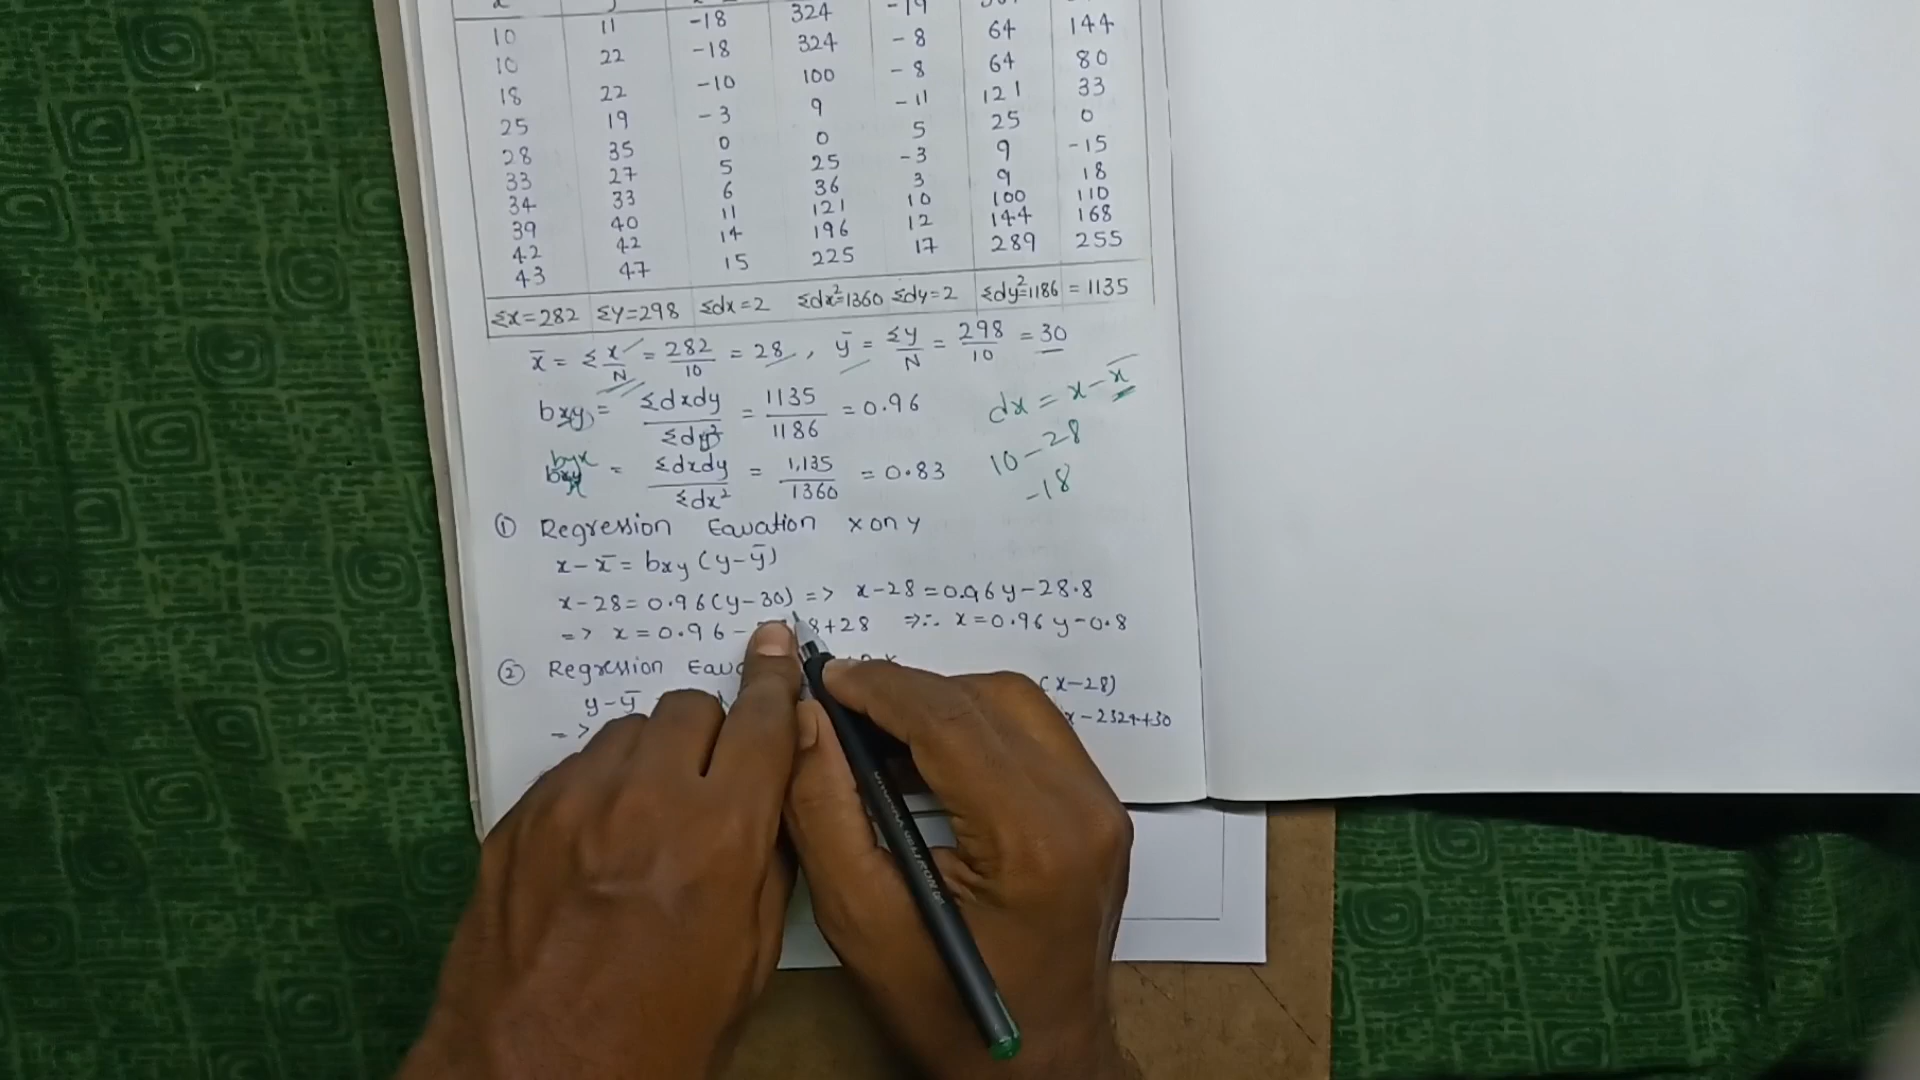 10 11 -18 324 -19
10 22 -18 324 -8 64 144
18 22 -10 100 -8 64 80
25 19 -3 9 -11 121 33
28 35 0 0 5 25 0
33 27 5 25 -3 9 -15
34 33 6 36 3 9 18
39 40 11 121 10 100 110
42 42 14 196 12 144 168
43 47 15 225 17 289 255
Σx=282 Σy=298 Σdx=2 Σdx²=1360 Σdy=2 Σdy²=1186 =1135
x̄ = Σx/N = 282/10 = 28, ȳ = Σy/N = 298/10 = 30
bxy = Σdxdy/Σdy² = 1135/1186 = 0.96
dx = x-x̄
10-28
-18
byx = Σdxdy/Σdx² = 1,135/1360 = 0.83
① Regression Equation x on y
x-x̄ = bxy (y-ȳ)
x-28=0.96(y-30) => x-28=0.96y-28.8
=> x=0.96- 8+28 ⇒∴ x=0.96y-0.8
② Regression
y-ȳ (x-28)
=> x-2324+30